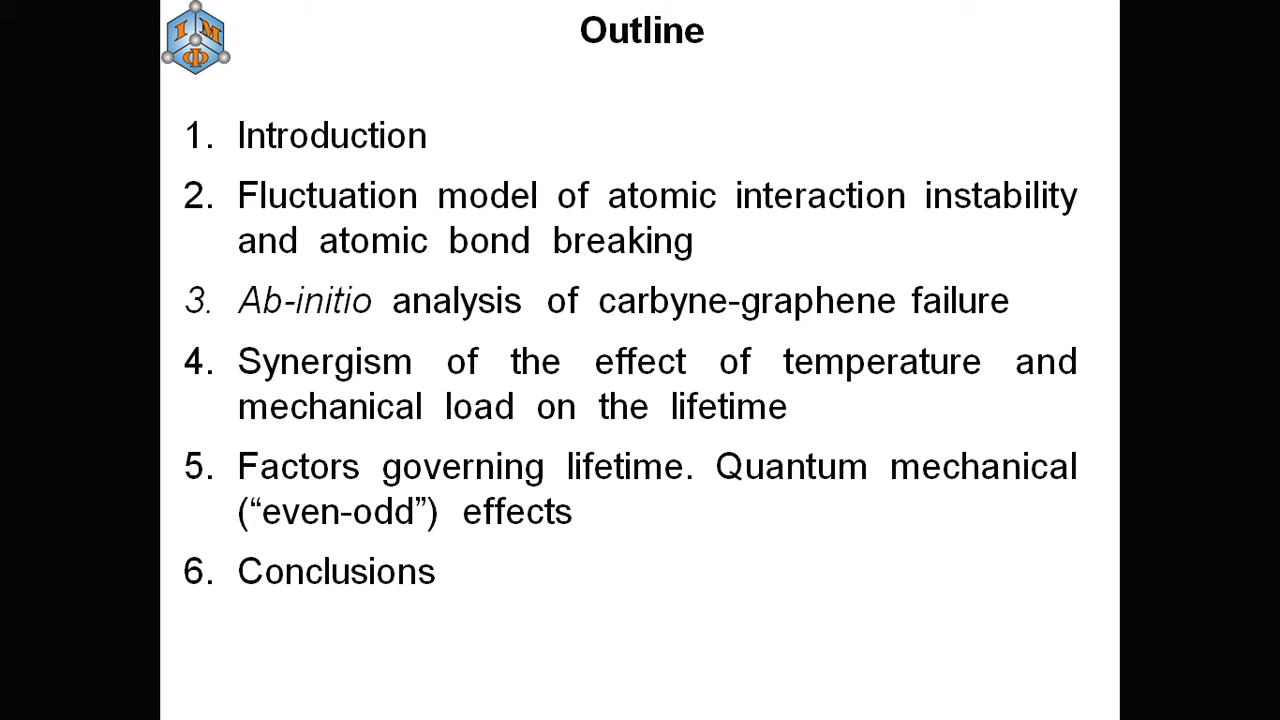 ІМФ
Outline
1. Introduction
2. Fluctuation model of atomic interaction instability
and atomic bond breaking
3. Ab-initio analysis of carbyne-graphene failure
4. Synergism of the effect of temperature and
mechanical load on the lifetime
5. Factors governing lifetime. Quantum mechanical
(“even-odd”) effects
6. Conclusions